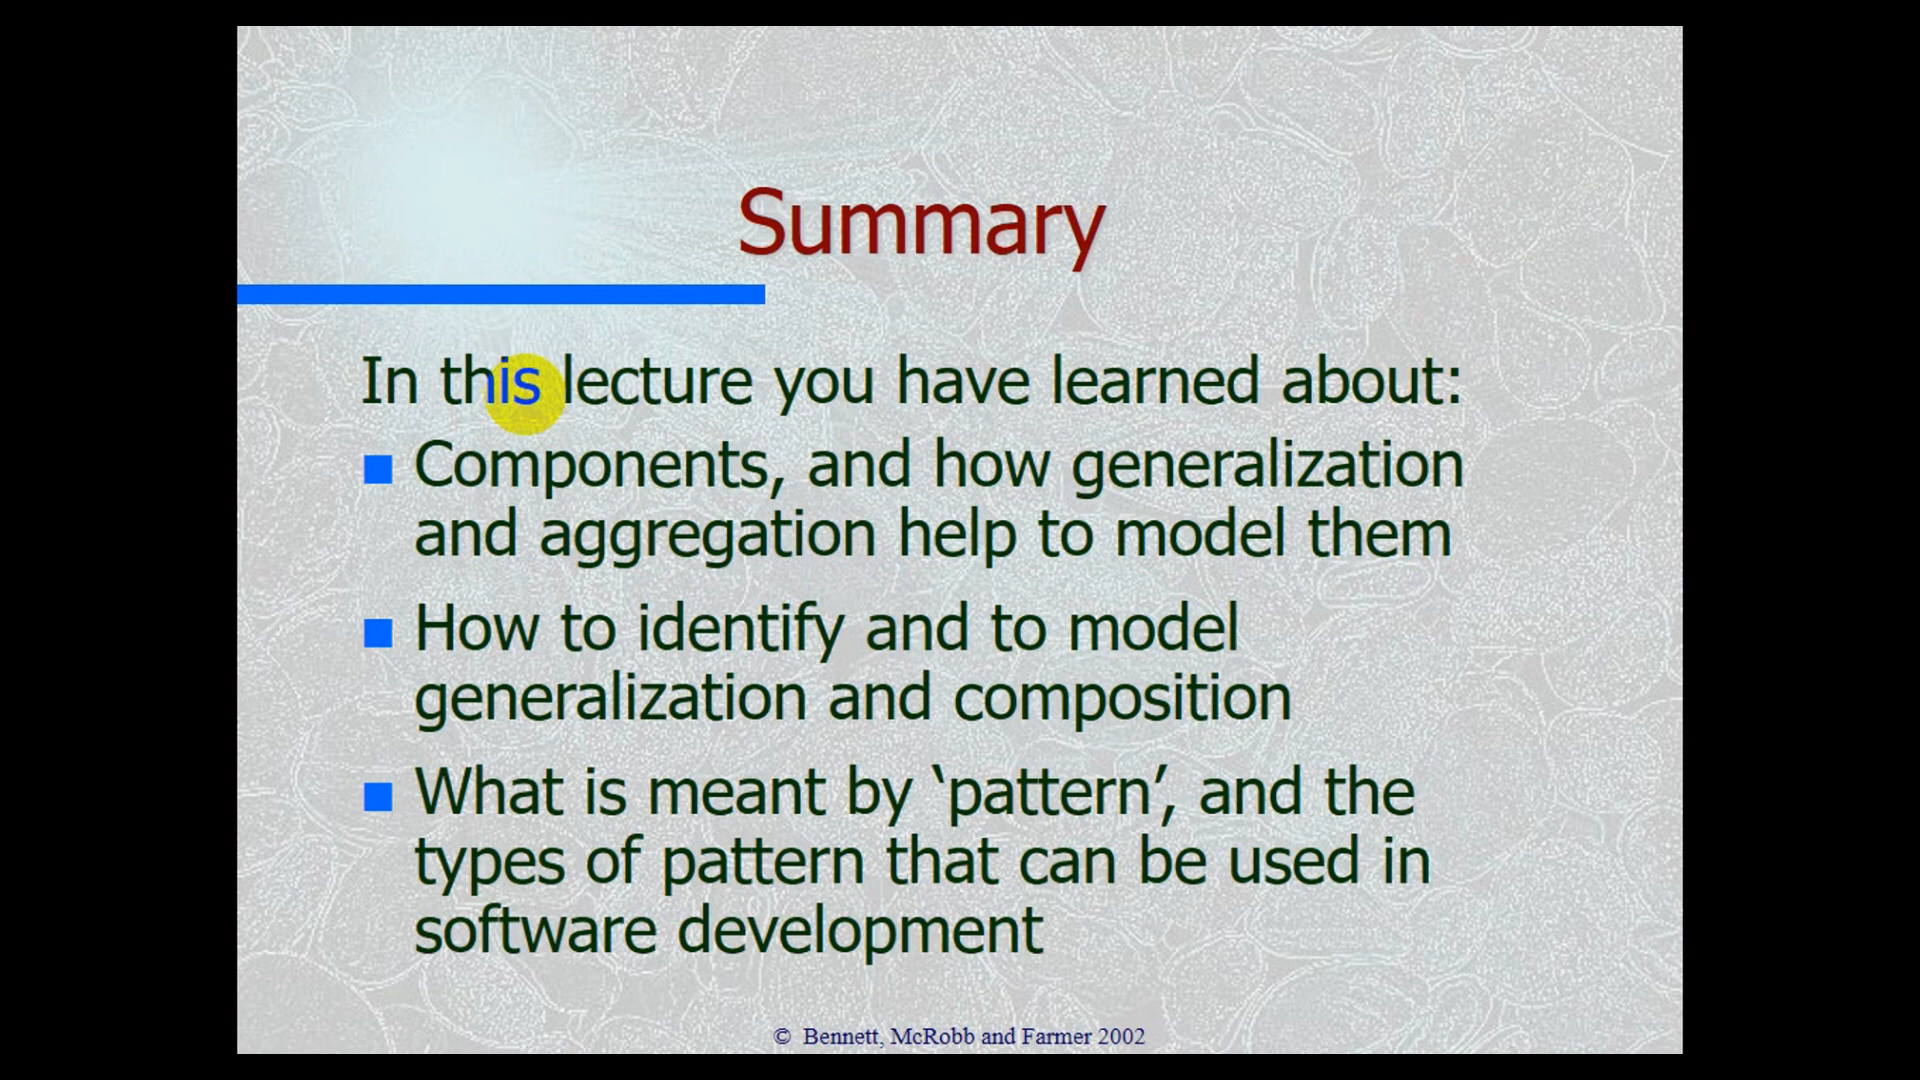 Summary
In this lecture you have learned about:
Components, and how generalization
and aggregation help to model them
How to identify and to model
generalization and composition
What is meant by ‘pattern’, and the
types of pattern that can be used in
software development
© Bennett, McRobb and Farmer 2002